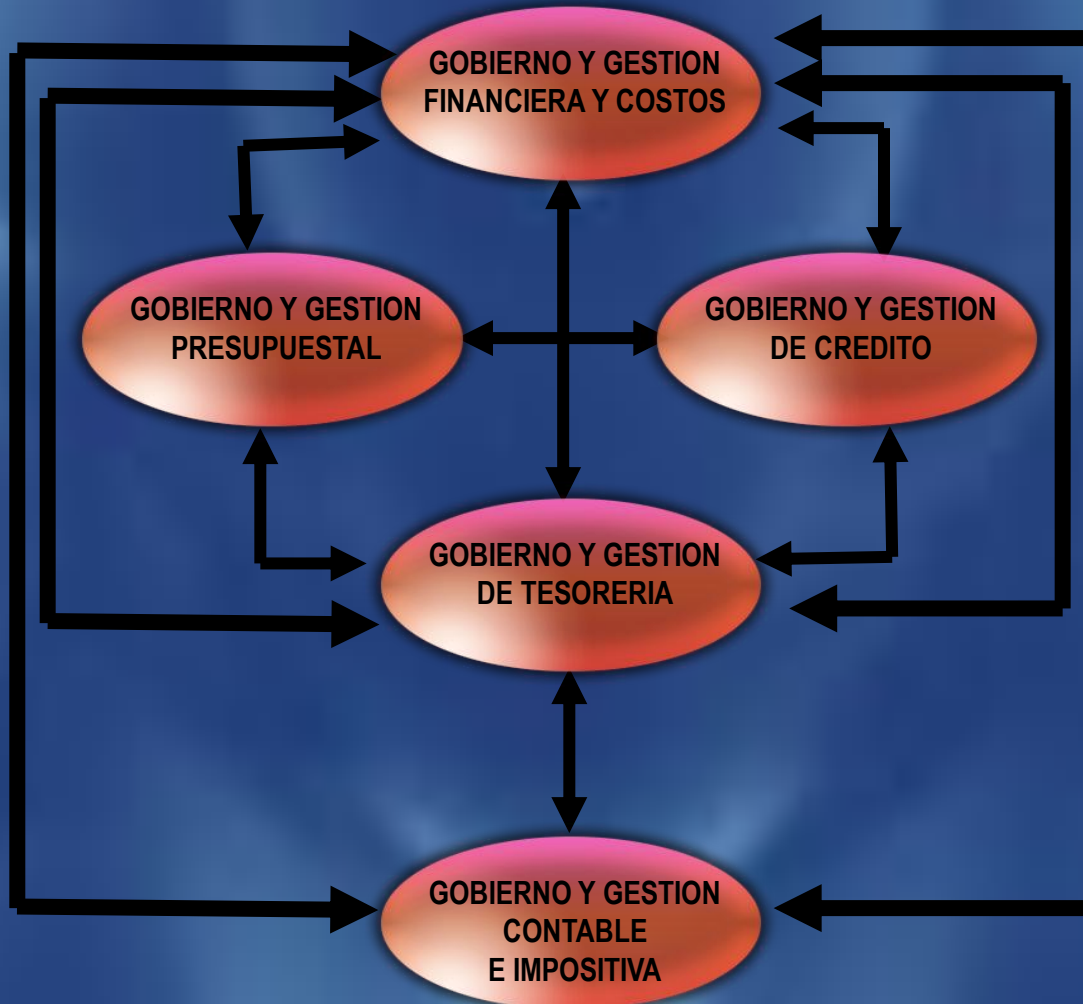 GOBIERNO Y GESTION
FINANCIERA Y COSTOS
GOBIERNO Y GESTION
PRESUPUESTAL
GOBIERNO Y GESTION
DE CREDITO
GOBIERNO Y GESTION
DE TESORERIA
GOBIERNO Y GESTION
CONTABLE
E IMPOSITIVA